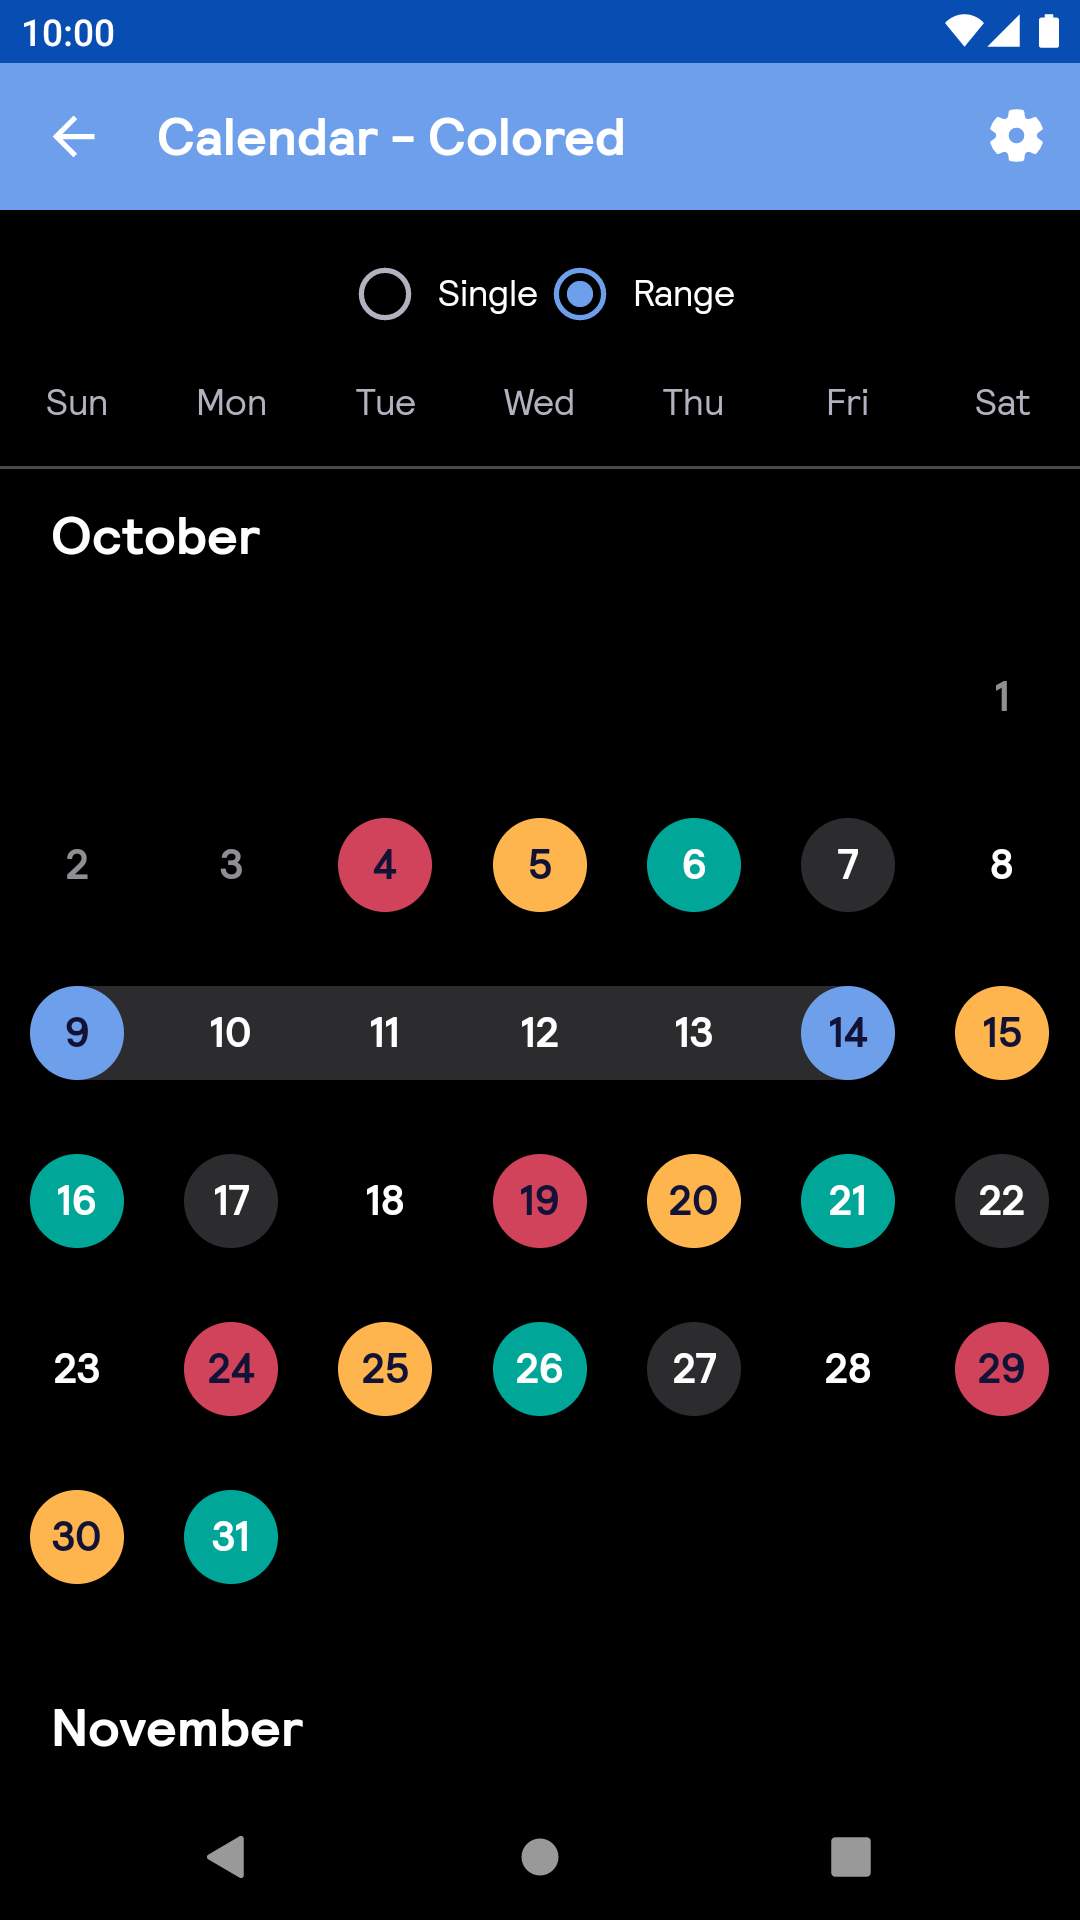 10:00
Calendar - Colored
Single Range
Sun Mon Tue Wed Thu Fri Sat
October
1
2 3 4 5 6 7 8
9 10 11 12 13 14 15
16 17 18 19 20 21 22
23 24 25 26 27 28 29
30 31
November